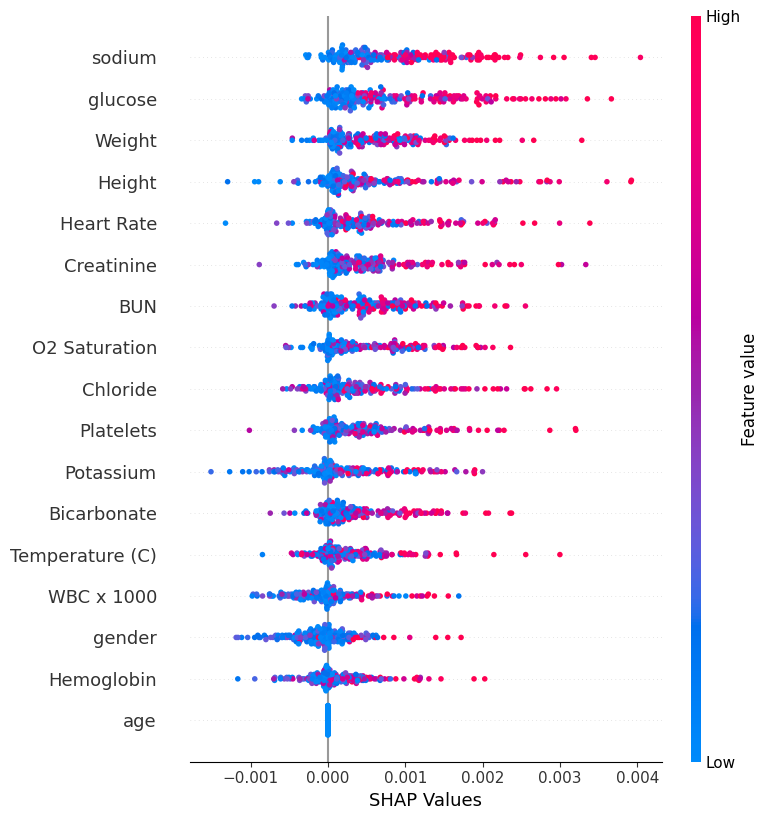 High
sodium
glucose
Weight
Height
Heart Rate
Creatinine
BUN
O2 Saturation
Chloride
Platelets
Potassium
Bicarbonate
Temperature (C)
WBC x 1000
gender
Hemoglobin
age
Feature value
Low
−0.001 0.000 0.001 0.002 0.003 0.004
SHAP Values